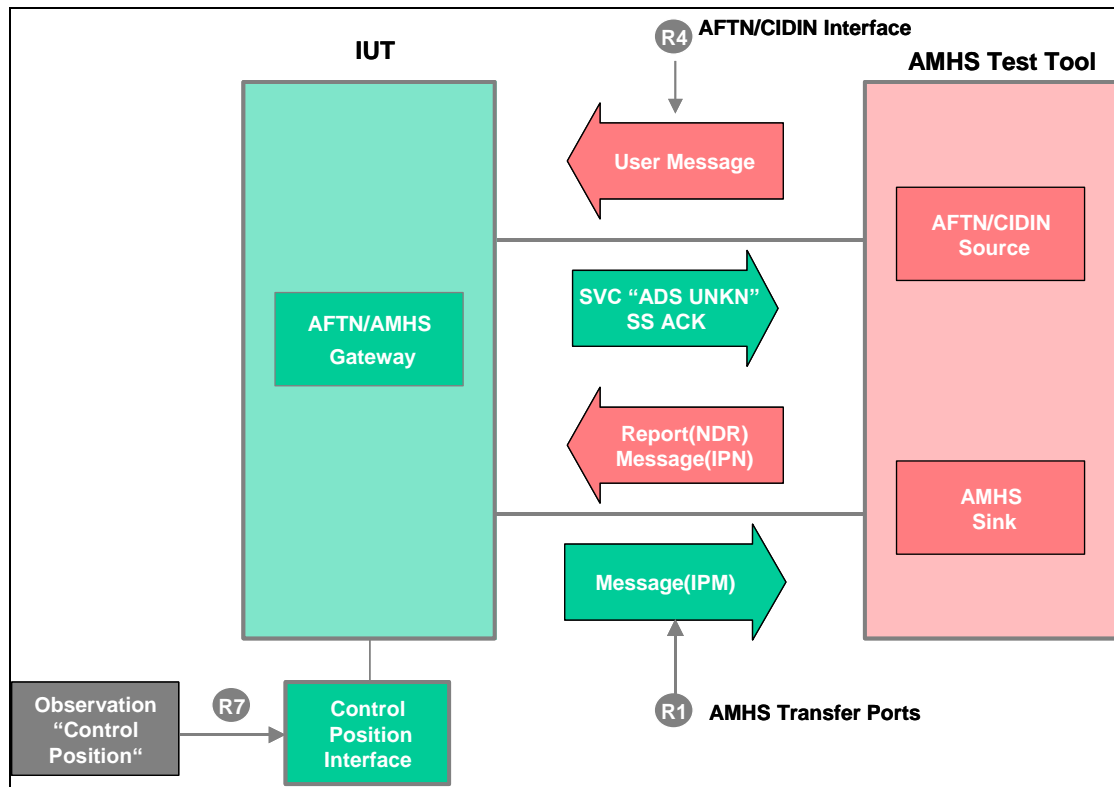 IUT
R4
AFTN/CIDIN Interface
AMHS Test Tool
User Message
AFTN/CIDIN
Source
SVC “ADS UNKN”
SS ACK
AFTN/AMHS
Gateway
Report(NDR)
Message(IPN)
AMHS
Sink
Message(IPM)
Observation
“Control
Position“
R7
Control
Position
Interface
R1
AMHS Transfer Ports